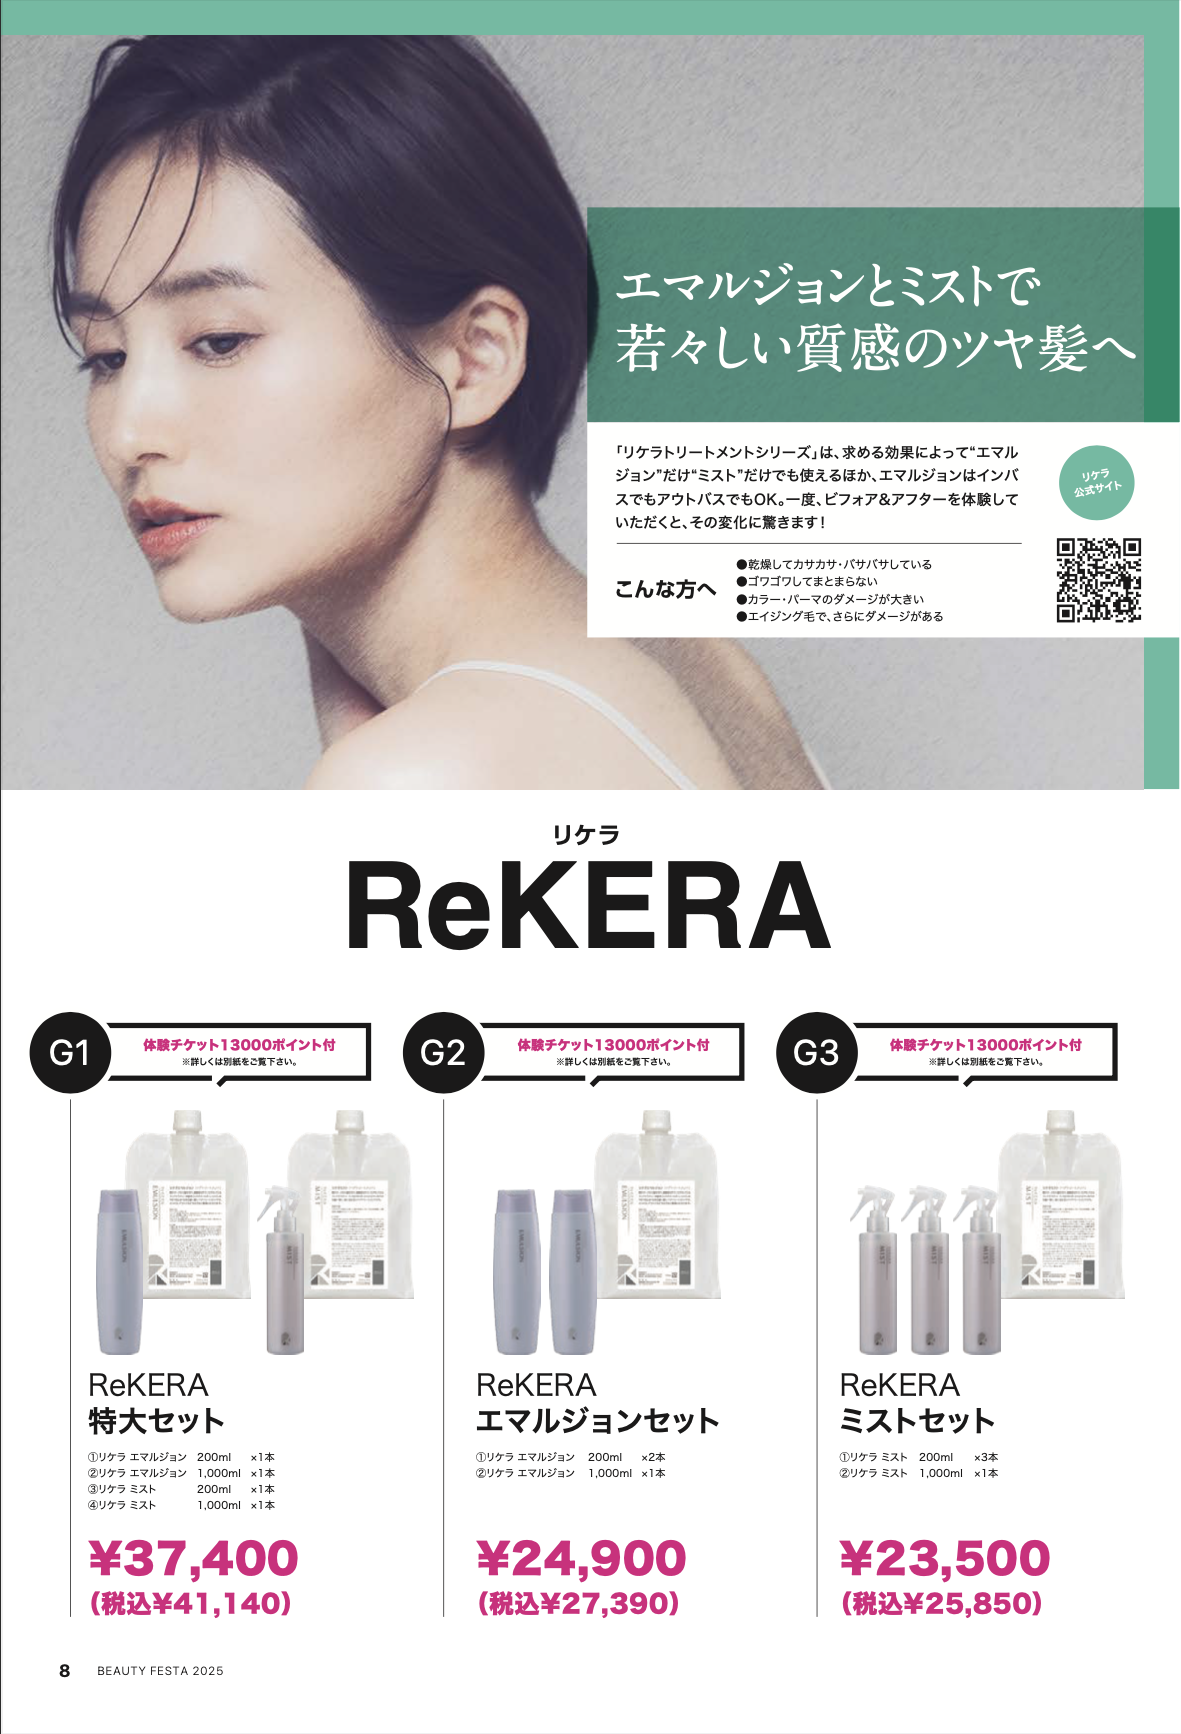 エマルジョンとミストで
若々しい質感のツヤ髪へ
「リケラトリートメントシリーズ」は、求める効果によって“エマル
ジョン”だけ“ミスト”だけでも使えるほか、エマルジョンはインバ
スでもアウトバスでもOK。一度、ビフォア&アフターを体験して
いただくと、その変化に驚きます！
リケラ
公式サイト
こんな方へ
●乾燥してカサカサ・パサパサしている
●ゴワゴワしてまとまらない
●カラー・パーマのダメージが大きい
●エイジング毛で、さらにダメージがある
リケラ
ReKERA
G1
体験チケット13000ポイント付
※詳しくは別紙をご覧下さい。
EMULSION
MIST
ReKERA
特大セット
①リケラ エマルジョン 200ml ×1本
②リケラ エマルジョン 1,000ml ×1本
③リケラ ミスト 200ml ×1本
④リケラ ミスト 1,000ml ×1本
¥37,400
（税込¥41,140）
G2
体験チケット13000ポイント付
※詳しくは別紙をご覧下さい。
EMULSION
ReKERA
エマルジョンセット
①リケラ エマルジョン 200ml ×2本
②リケラ エマルジョン 1,000ml ×1本
¥24,900
（税込¥27,390）
G3
体験チケット13000ポイント付
※詳しくは別紙をご覧下さい。
MIST
ReKERA
ミストセット
①リケラ ミスト 200ml ×3本
②リケラ ミスト 1,000ml ×1本
¥23,500
（税込¥25,850）
8 BEAUTY FESTA 2025